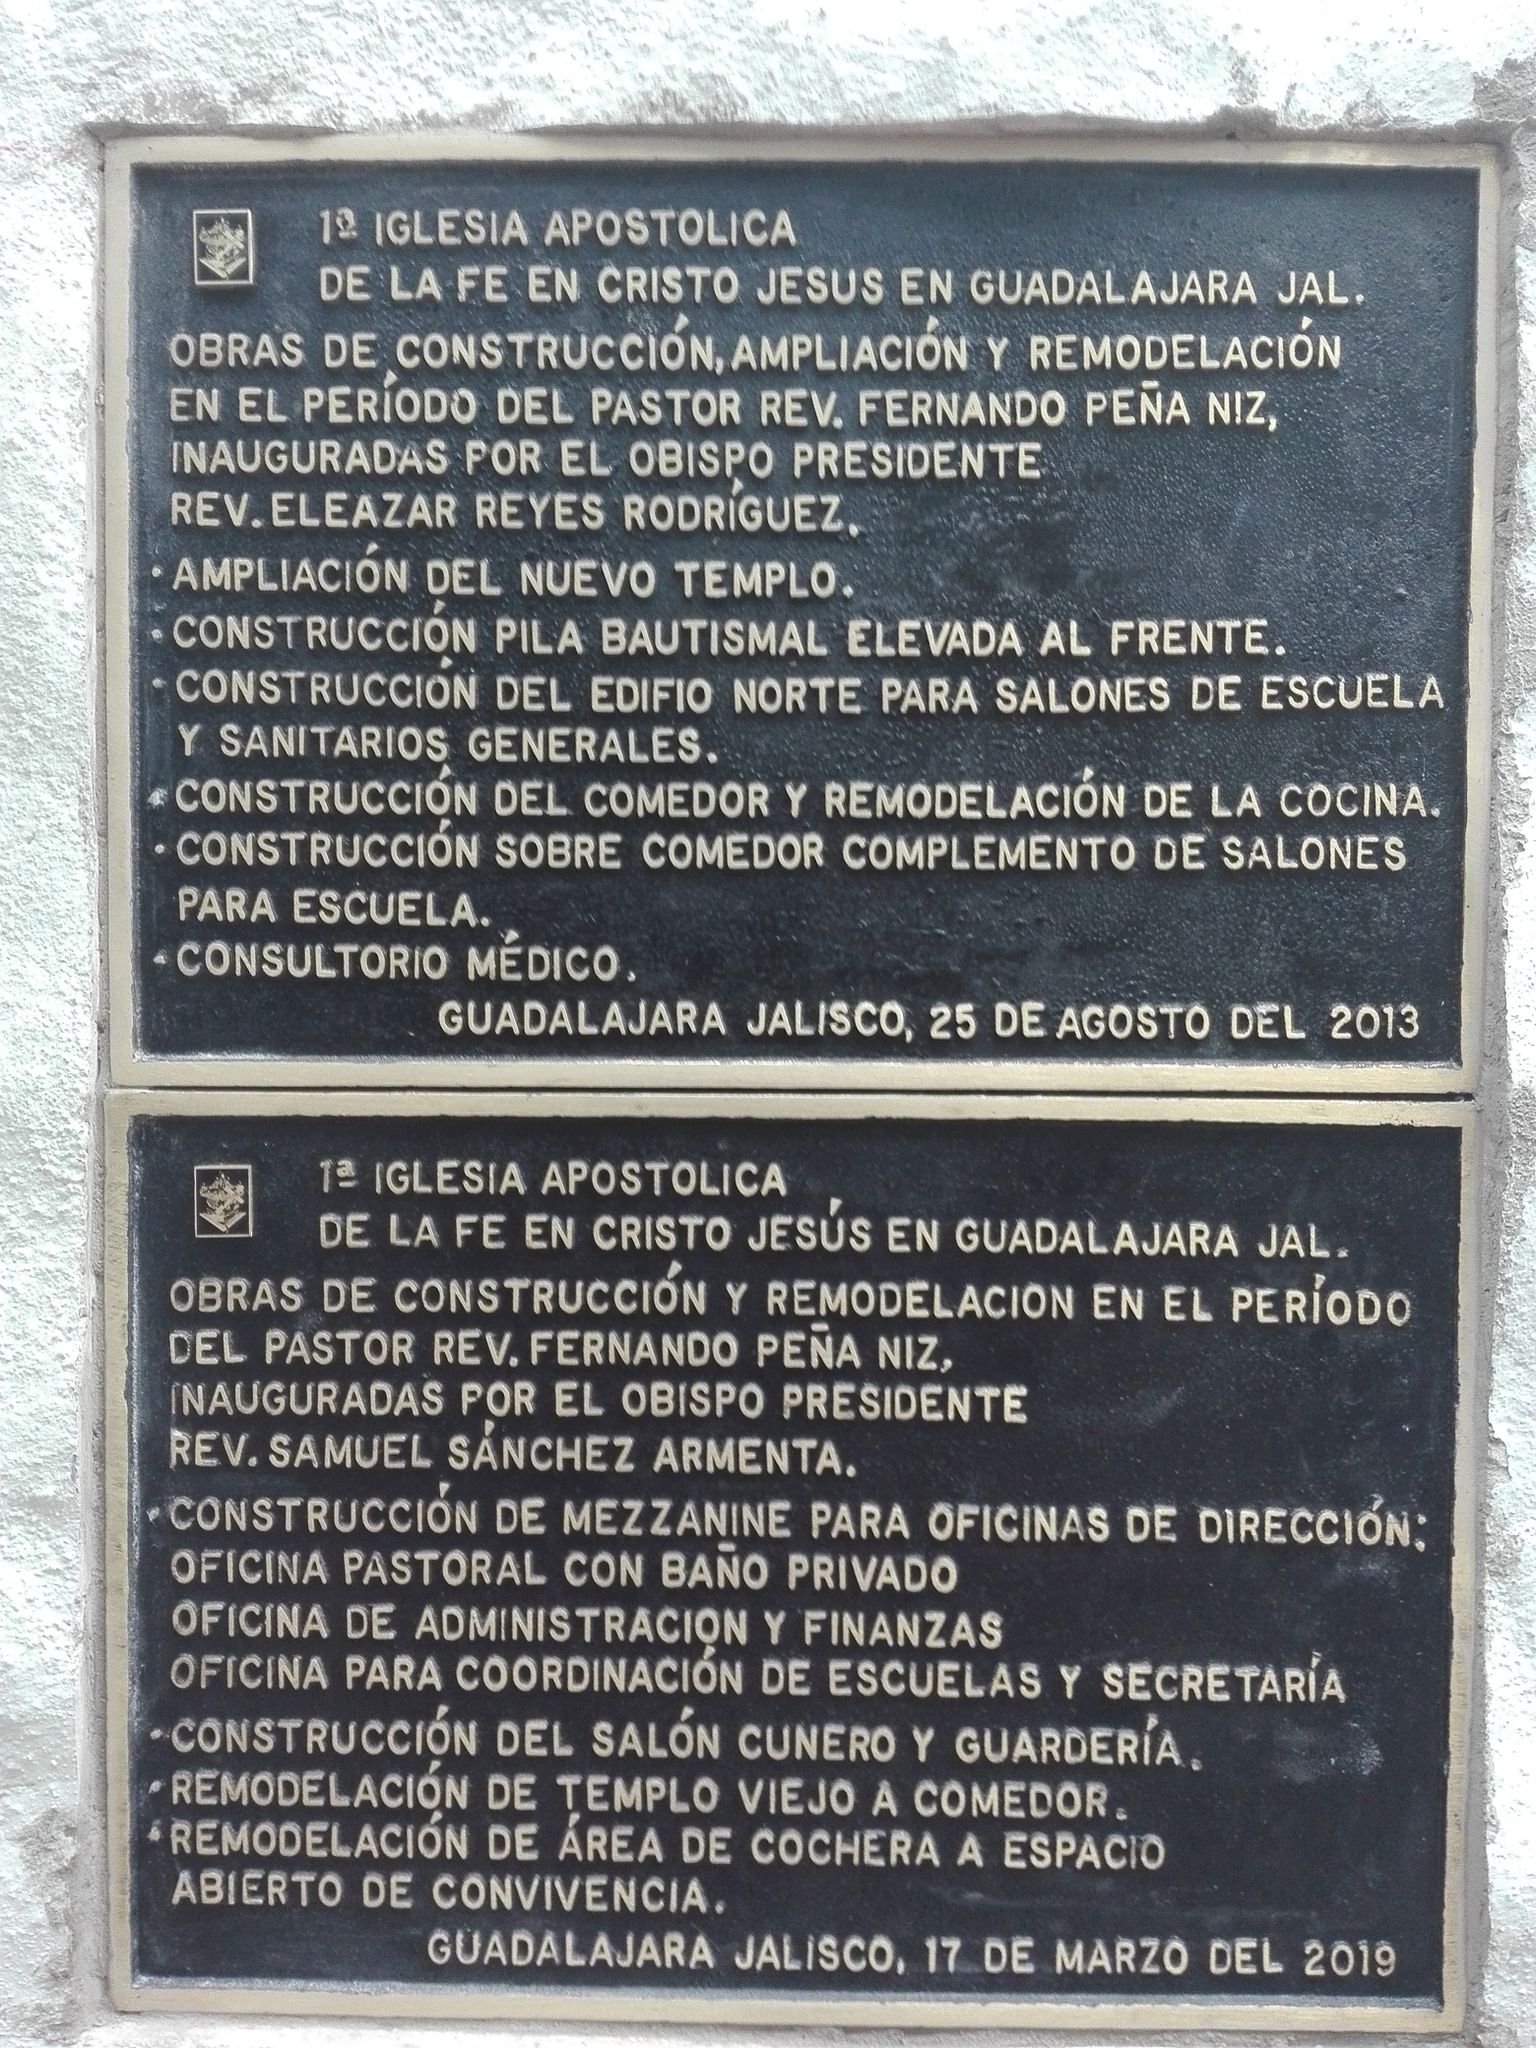 1ª IGLESIA APOSTOLICA
DE LA FE EN CRISTO JESUS EN GUADALAJARA JAL.
OBRAS DE CONSTRUCCIÓN, AMPLIACIÓN Y REMODELACIÓN
EN EL PERÍODO DEL PASTOR REV. FERNANDO PEÑA NIZ,
INAUGURADAS POR EL OBISPO PRESIDENTE
REV. ELEAZAR REYES RODRÍGUEZ.
· AMPLIACIÓN DEL NUEVO TEMPLO.
· CONSTRUCCIÓN PILA BAUTISMAL ELEVADA AL FRENTE.
· CONSTRUCCIÓN DEL EDIFIO NORTE PARA SALONES DE ESCUELA
Y SANITARIOS GENERALES.
· CONSTRUCCIÓN DEL COMEDOR Y REMODELACIÓN DE LA COCINA.
· CONSTRUCCIÓN SOBRE COMEDOR COMPLEMENTO DE SALONES
PARA ESCUELA.
· CONSULTORIO MÉDICO.
GUADALAJARA JALISCO, 25 DE AGOSTO DEL 2013
1ª IGLESIA APOSTOLICA
DE LA FE EN CRISTO JESÚS EN GUADALAJARA JAL.
OBRAS DE CONSTRUCCIÓN Y REMODELACION EN EL PERÍODO
DEL PASTOR REV. FERNANDO PEÑA NIZ,
INAUGURADAS POR EL OBISPO PRESIDENTE
REV. SAMUEL SÁNCHEZ ARMENTA.
· CONSTRUCCIÓN DE MEZZANINE PARA OFICINAS DE DIRECCIÓN:
OFICINA PASTORAL CON BAÑO PRIVADO
OFICINA DE ADMINISTRACION Y FINANZAS
OFICINA PARA COORDINACIÓN DE ESCUELAS Y SECRETARÍA
· CONSTRUCCIÓN DEL SALÓN CUNERO Y GUARDERÍA.
· REMODELACIÓN DE TEMPLO VIEJO A COMEDOR.
· REMODELACIÓN DE ÁREA DE COCHERA A ESPACIO
ABIERTO DE CONVIVENCIA.
GUADALAJARA JALISCO, 17 DE MARZO DEL 2019